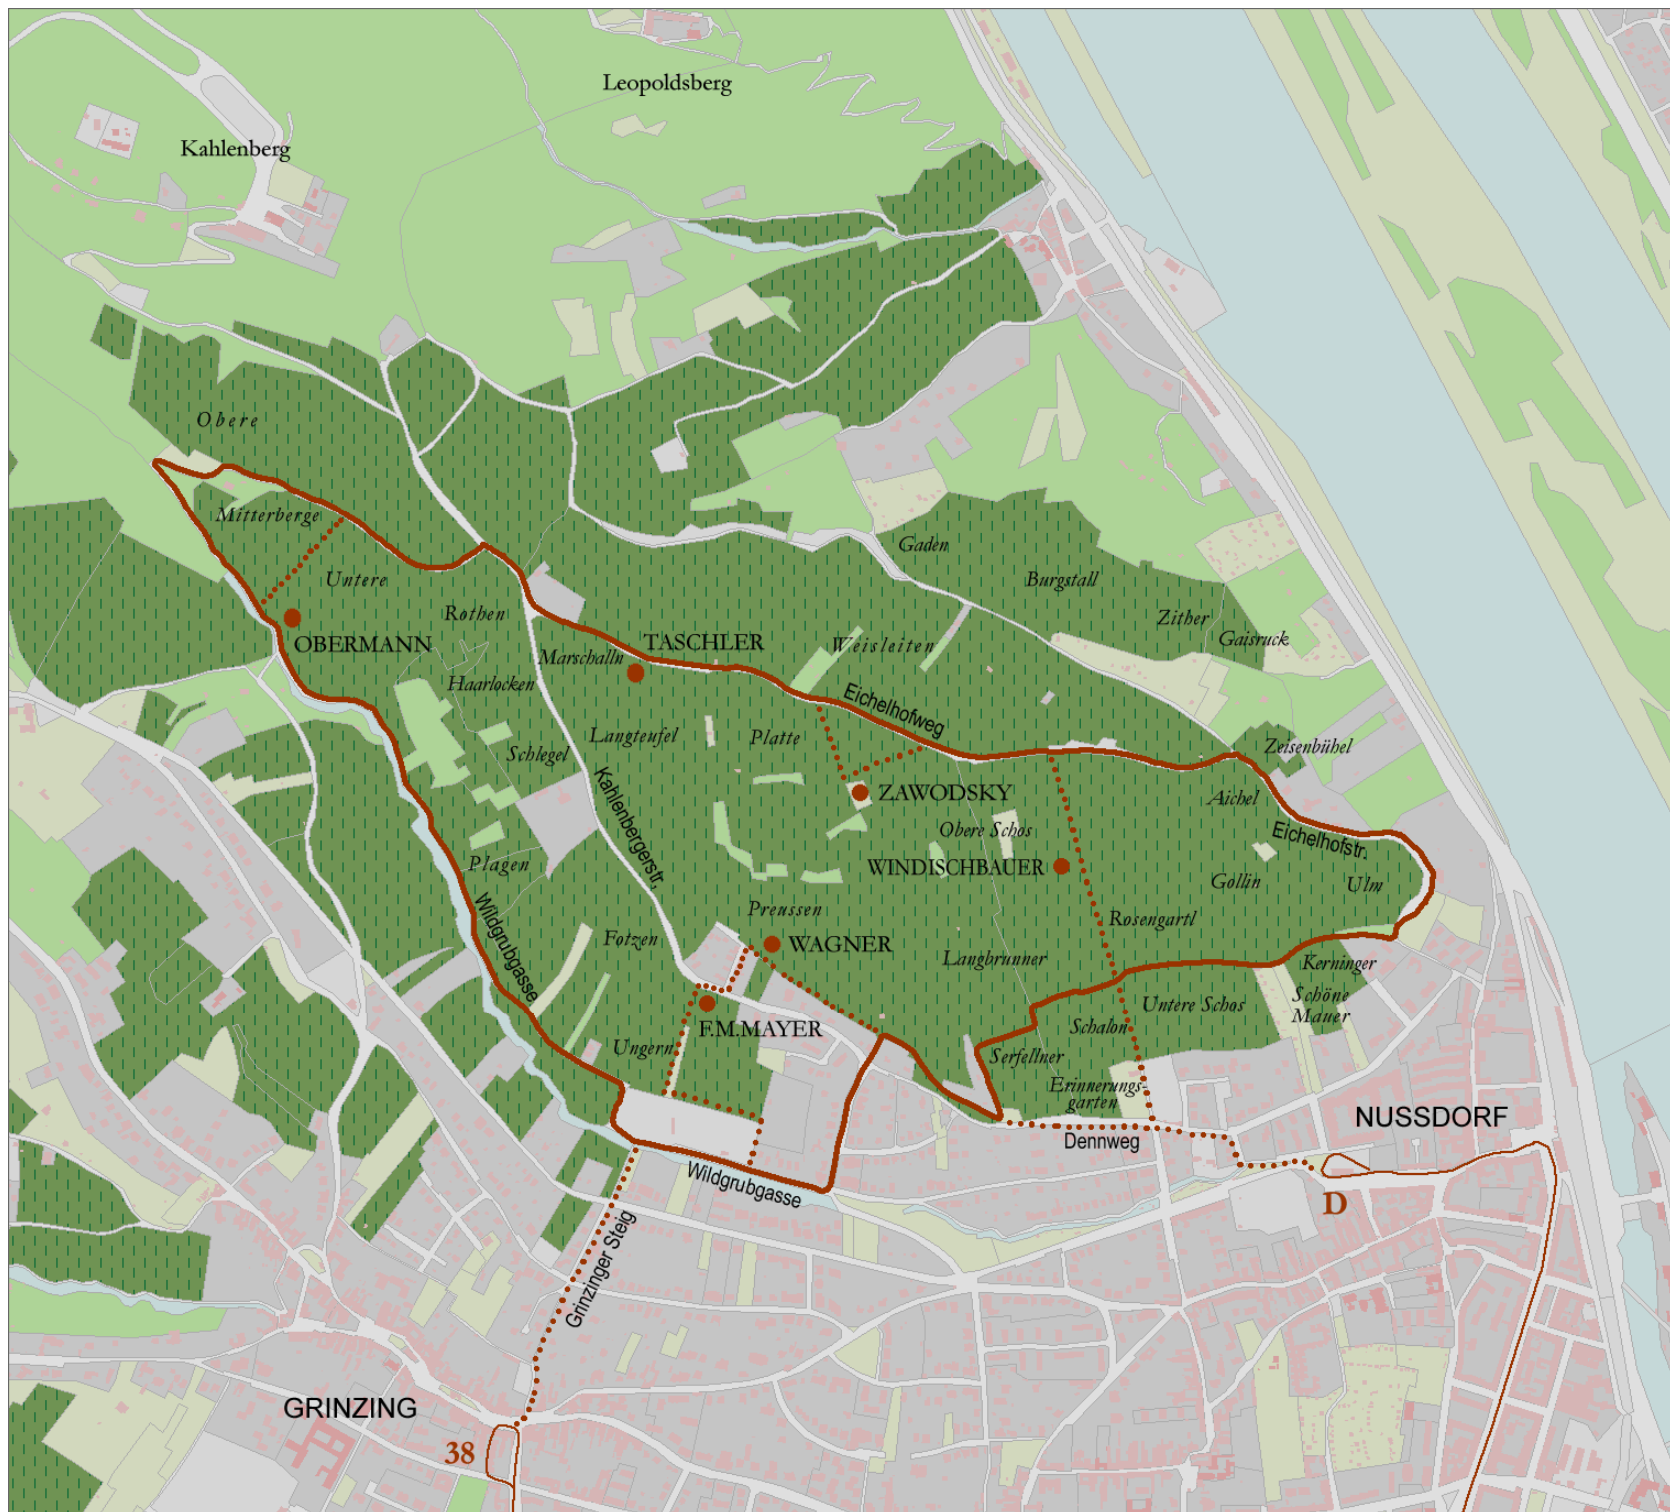 Leopoldsberg
Kahlenberg
Obere
Mitterberge
Untere
Gaden
Burgstall
Zither
Gaisruck
Rothen
OBERMANN
TASCHLER
Marschalln
Weisleiten
Haarlocken
Eichelhofweg
Langteufel
Platte
Schlegel
Zeisenbühel
Kahlenbergerstr.
ZAWODSKY
Aichel
Obere Schos
Eichelhofstr.
Plagen
WINDISCHBAUER
Gollin
Ulm
Wildgrubgasse
Preussen
Rosengartl
Fotzen
WAGNER
Langbrunner
Kerninger
Untere Schos
Schöne
Mauer
F.M.MAYER
Schalon
Ungern
Serfellner
Erinnerungs-
garten
NUSSDORF
Dennweg
Wildgrubgasse
D
Grinzinger Steig
GRINZING
38